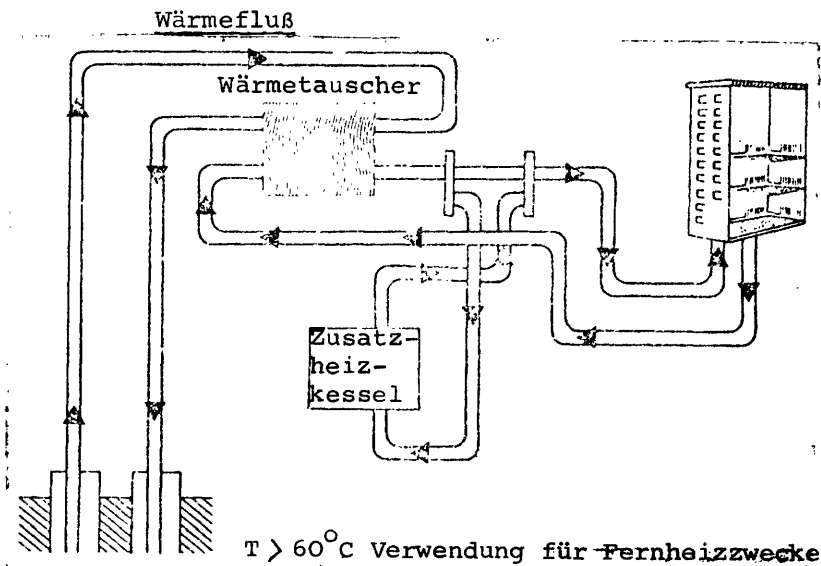 Wärmefluß
Wärmetauscher
Zusatz-
heiz-
kessel
T > 60°C Verwendung für Fernheizzwecke